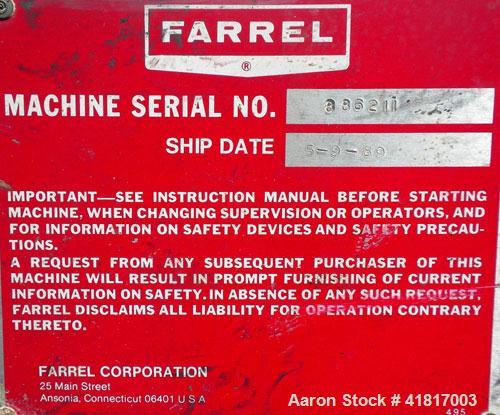 FARREL
®
MACHINE SERIAL NO. 886211
SHIP DATE 5-9-89
IMPORTANT—SEE INSTRUCTION MANUAL BEFORE STARTING
MACHINE, WHEN CHANGING SUPERVISION OR OPERATORS, AND
FOR INFORMATION ON SAFETY DEVICES AND SAFETY PRECAU-
TIONS.
A REQUEST FROM ANY SUBSEQUENT PURCHASER OF THIS
MACHINE WILL RESULT IN PROMPT FURNISHING OF CURRENT
INFORMATION ON SAFETY. IN ABSENCE OF ANY SUCH REQUEST,
FARREL DISCLAIMS ALL LIABILITY FOR OPERATION CONTRARY
THERETO.
FARREL CORPORATION
25 Main Street
Ansonia, Connecticut 06401 U S A
495
Aaron Stock # 41817003